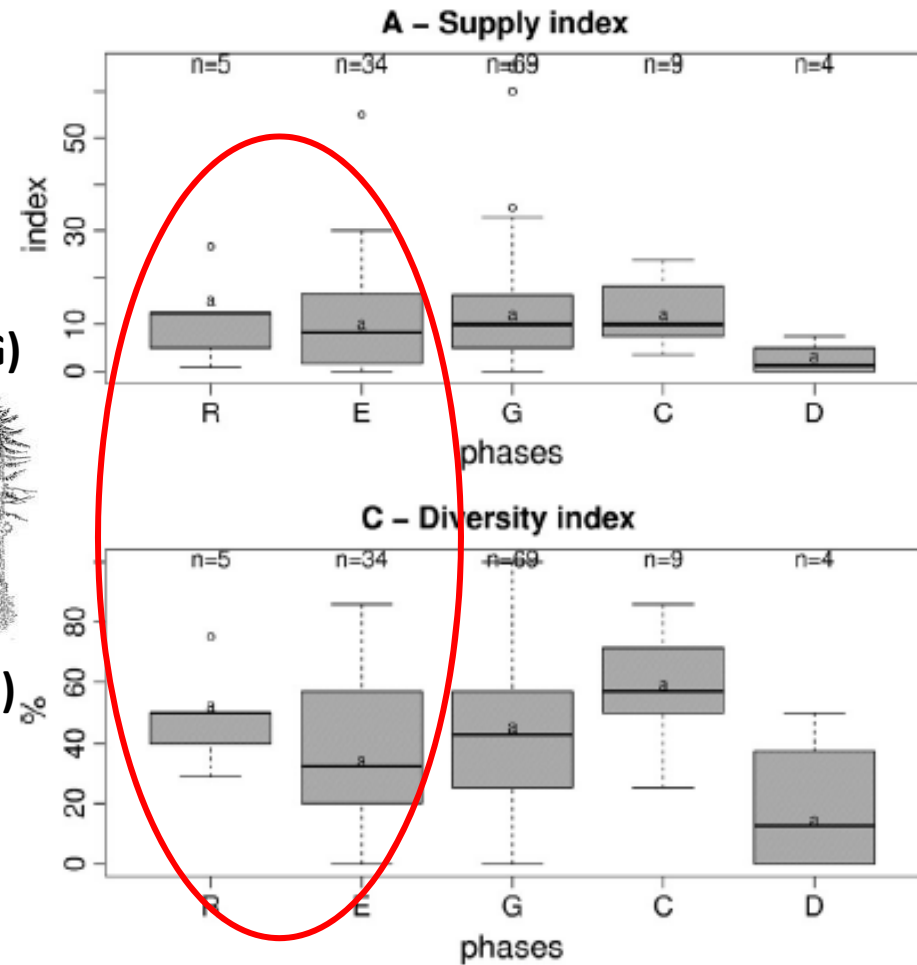 A – Supply index
n=5 n=34 n=69 n=9 n=4
50
30
10
0
index
a a a a a
R E G C D
phases
G)
C – Diversity index
n=5 n=34 n=69 n=9 n=4
80
60
40
20
0
%
)
a a a a a
R E G C D
phases